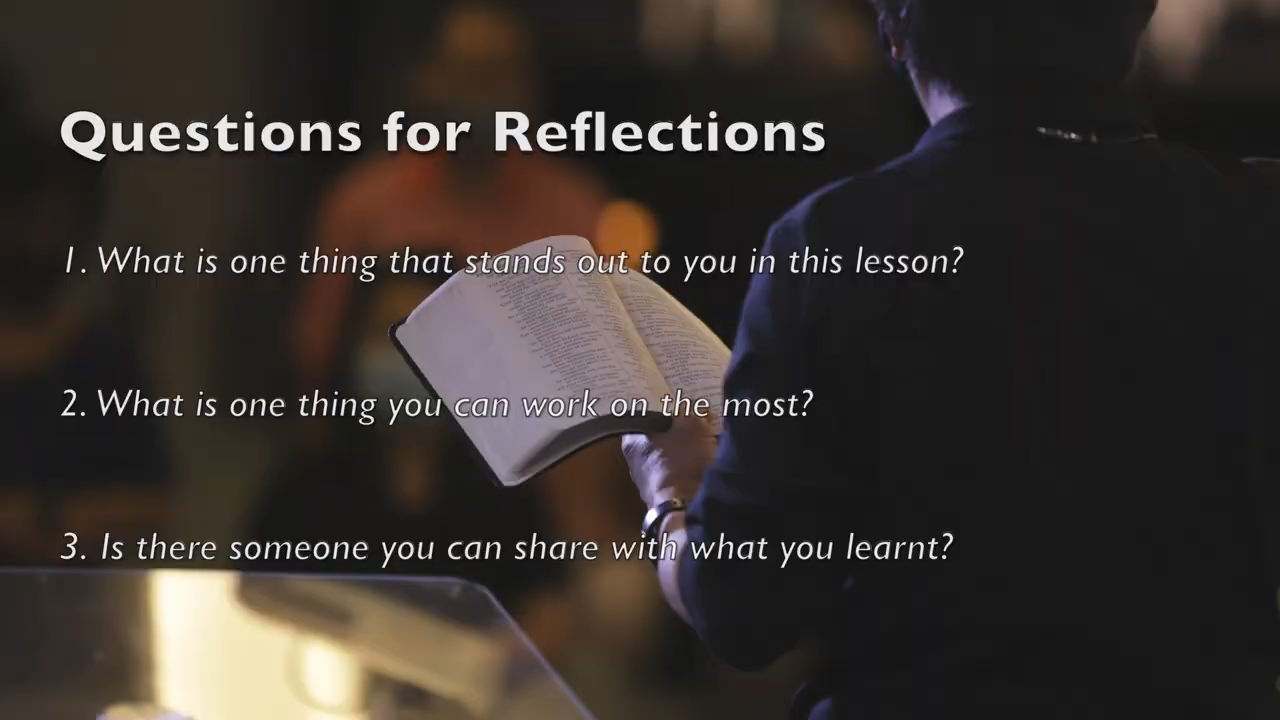 Questions for Reflections
1. What is one thing that stands out to you in this lesson?
2. What is one thing you can work on the most?
3. Is there someone you can share with what you learnt?